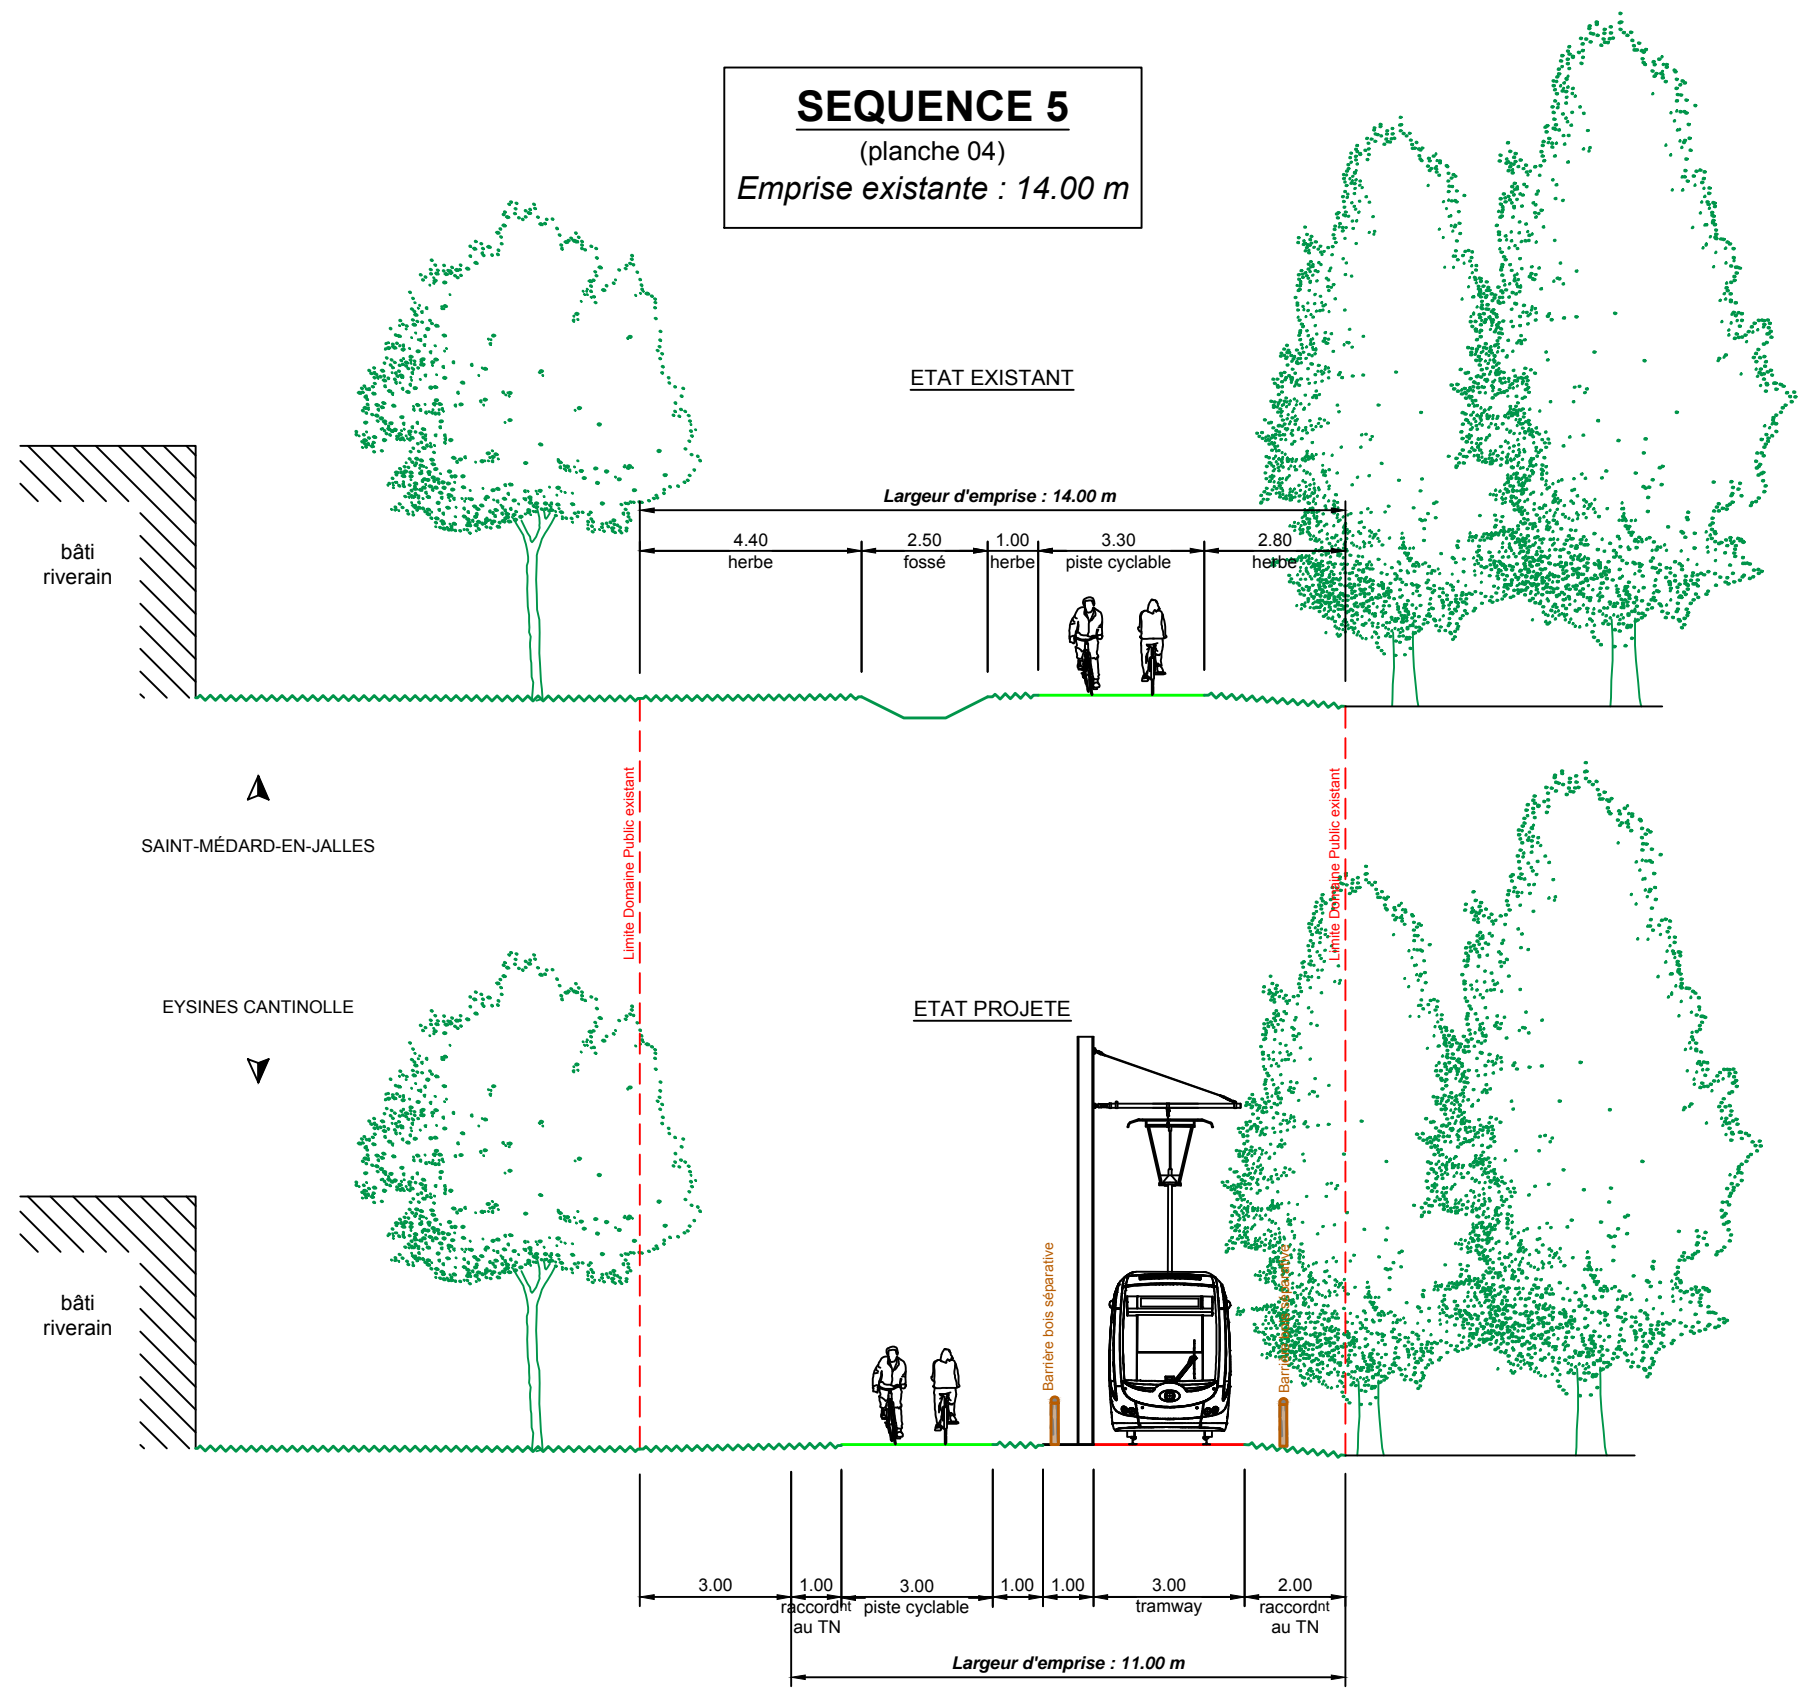 SEQUENCE 5
(planche 04)
Emprise existante : 14.00 m
ETAT EXISTANT
Largeur d'emprise : 14.00 m
4.40 2.50 1.00 3.30 2.80
herbe fossé herbe piste cyclable herbe
bâti
riverain
Limite Domaine Public existant
Limite Domaine Public existant
SAINT-MÉDARD-EN-JALLES
EYSINES CANTINOLLE
ETAT PROJETE
Barrière bois séparative
Barrière bois séparative
bâti
riverain
3.00 1.00 3.00 1.00 1.00 3.00 2.00
raccordnt piste cyclable tramway raccordnt
au TN au TN
Largeur d'emprise : 11.00 m